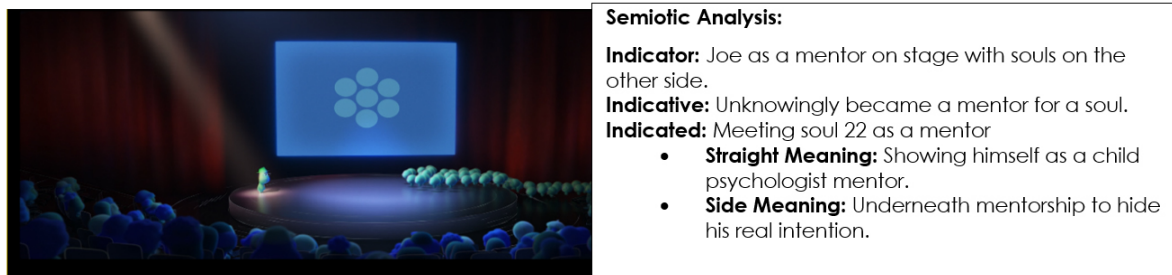 Semiotic Analysis:
Indicator: Joe as a mentor on stage with souls on the
other side.
Indicative: Unknowingly became a mentor for a soul.
Indicated: Meeting soul 22 as a mentor
• Straight Meaning: Showing himself as a child
psychologist mentor.
• Side Meaning: Underneath mentorship to hide
his real intention.